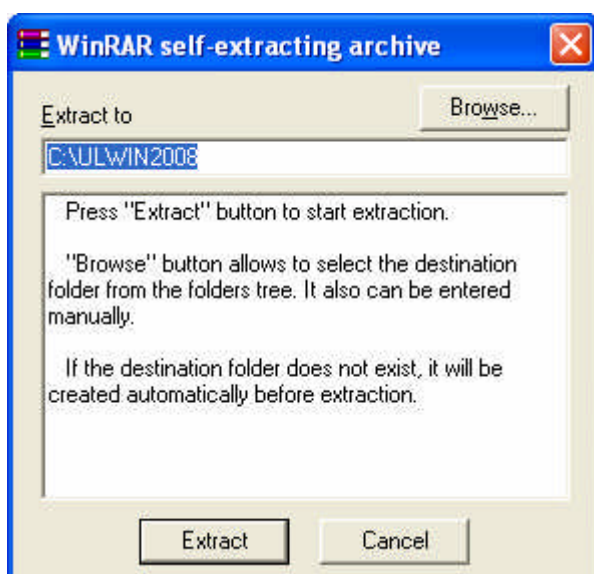 WinRAR self-extracting archive
Extract to
Browse...
C:\ULWIN2008
Press "Extract" button to start extraction.
"Browse" button allows to select the destination
folder from the folders tree. It also can be entered
manually.
If the destination folder does not exist, it will be
created automatically before extraction.
Extract
Cancel